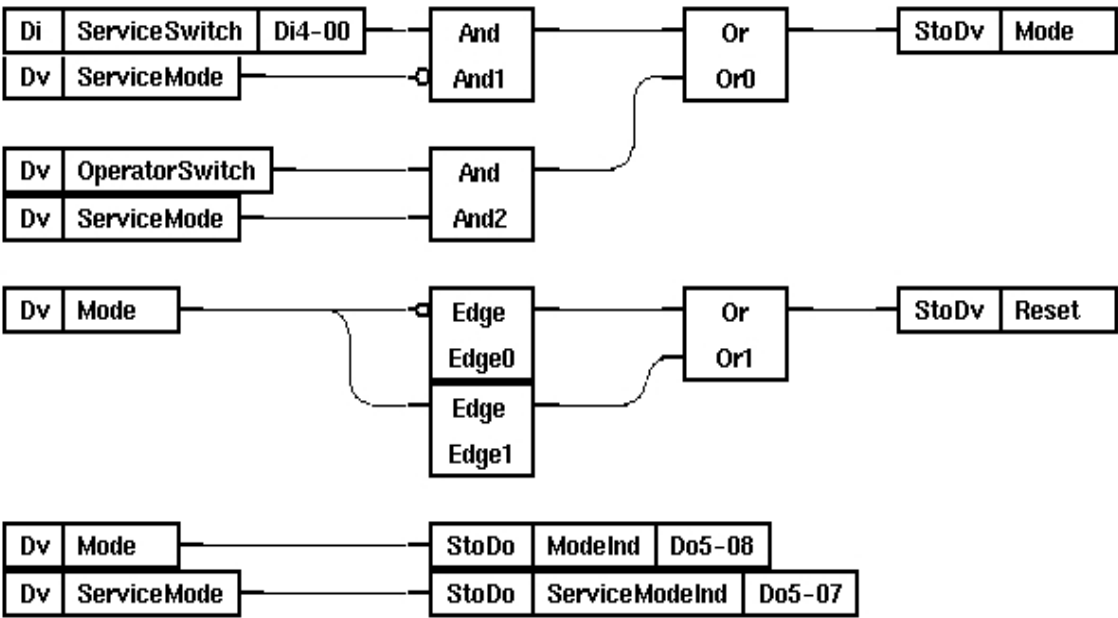 Di ServiceSwitch Di4-00 And Or StoDv Mode
Dv ServiceMode And1 Or0
Dv OperatorSwitch And
Dv ServiceMode And2
Dv Mode Edge Or StoDv Reset
Edge0 Or1
Edge
Edge1
Dv Mode StoDo ModeInd Do5-08
Dv ServiceMode StoDo ServiceModeInd Do5-07